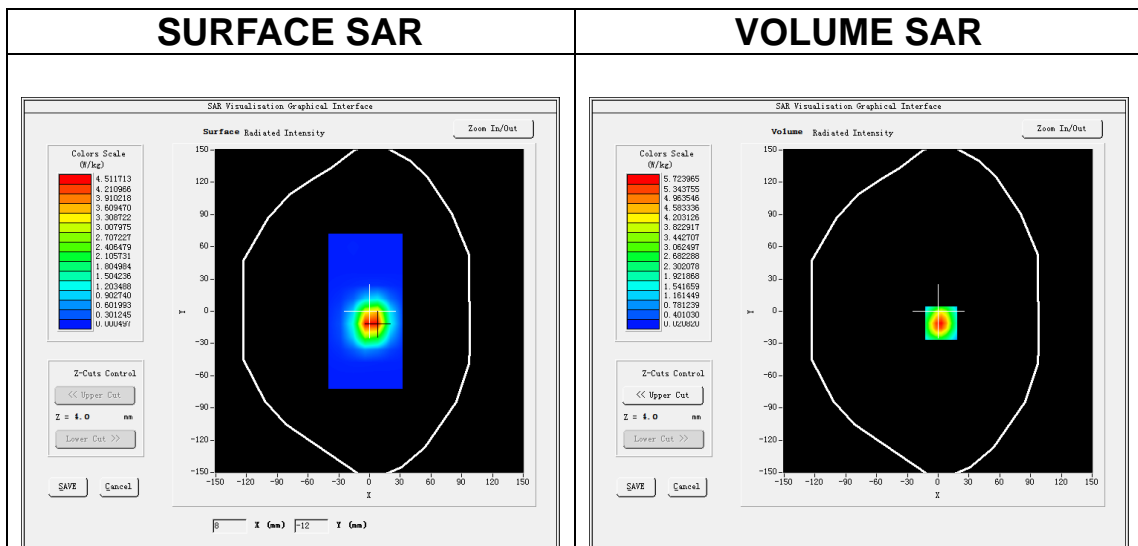 SURFACE SAR
VOLUME SAR
SAR Visualisation Graphical Interface
Surface Radiated Intensity
Zoom In/Out
Colors Scale
(W/kg)
4.511713
4.210966
3.910218
3.609470
3.308722
3.007975
2.707227
2.406479
2.105731
1.804984
1.504236
1.203488
0.902740
0.601993
0.301245
0.000497
150
120
90
60
30
0
-30
-60
-90
-120
-150
Y
-150 -120 -90 -60 -30 0 30 60 90 120 150
X
Z-Cuts Control
<< Upper Cut
Z = 4.0 mm
Lower Cut >>
SAVE Cancel
8 X (mm) -12 Y (mm)
SAR Visualisation Graphical Interface
Volume Radiated Intensity
Zoom In/Out
Colors Scale
(W/kg)
5.723965
5.343755
4.963546
4.583336
4.203126
3.822917
3.442707
3.062497
2.682288
2.302078
1.921868
1.541659
1.161449
0.781239
0.401030
0.020820
150
120
90
60
30
0
-30
-60
-90
-120
-150
Y
-150 -120 -90 -60 -30 0 30 60 90 120 150
X
Z-Cuts Control
<< Upper Cut
Z = 4.0 mm
Lower Cut >>
SAVE Cancel